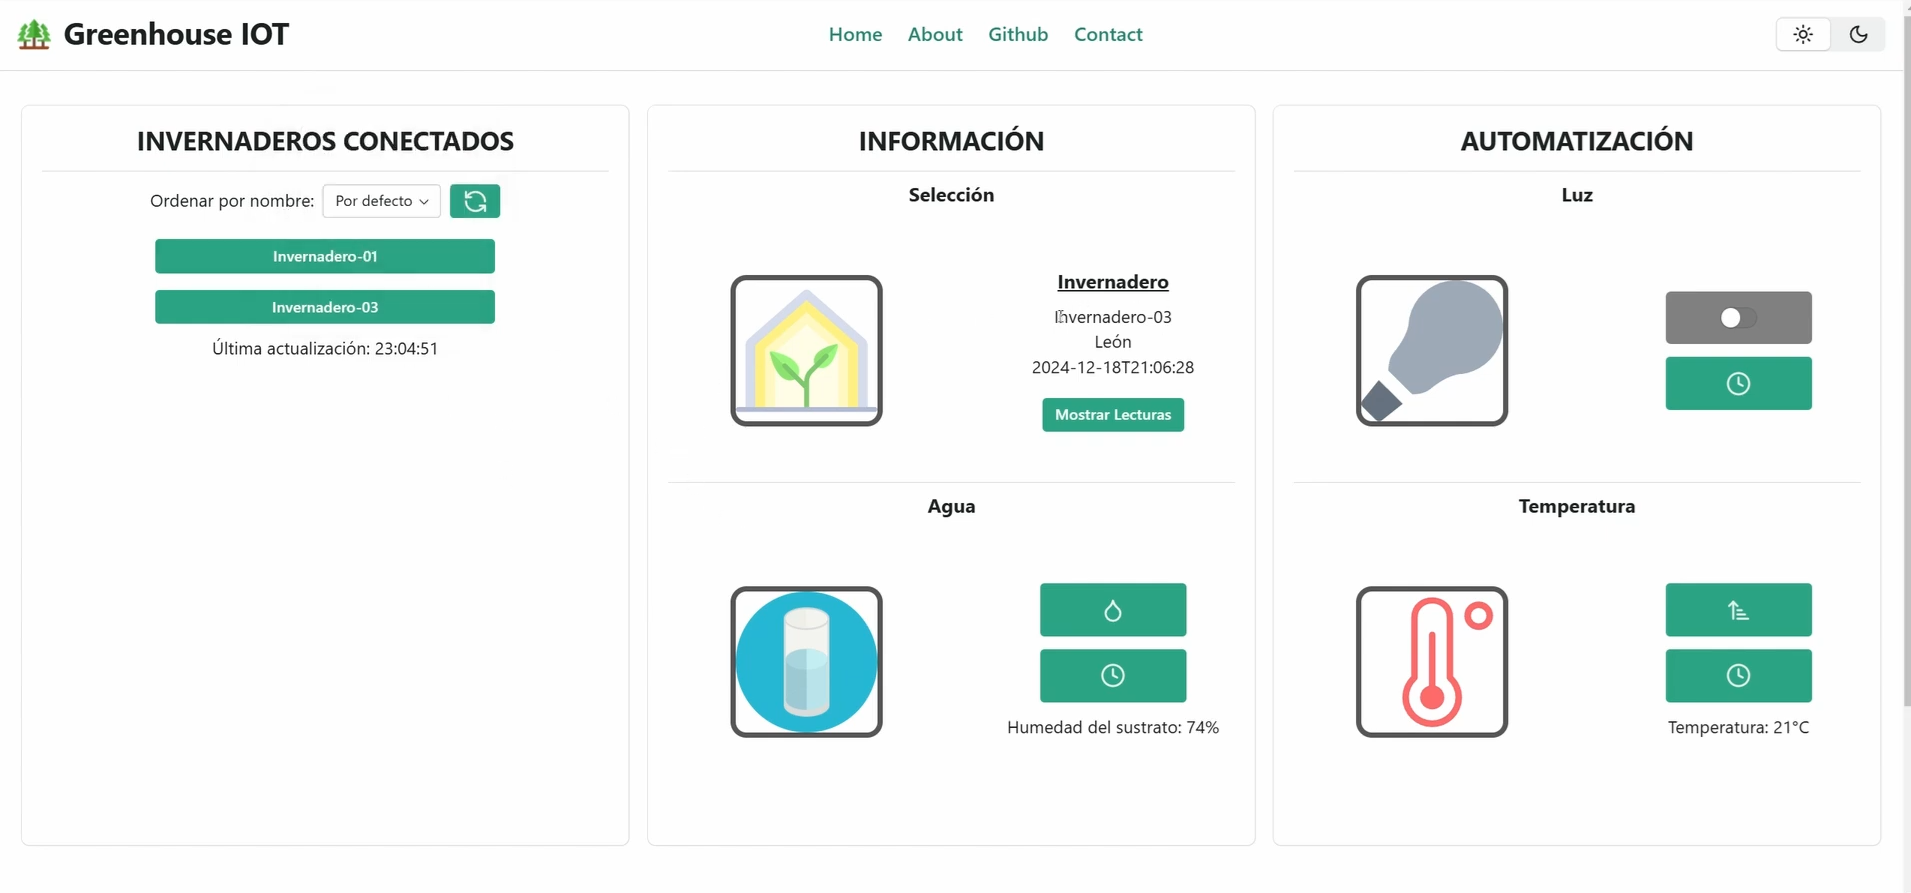 Greenhouse IOT
Home About Github Contact
INVERNADEROS CONECTADOS
Ordenar por nombre: Por defecto
Invernadero-01
Invernadero-03
Última actualización: 23:04:51
INFORMACIÓN
Selección
Invernadero
Invernadero-03
León
2024-12-18T21:06:28
Mostrar Lecturas
Agua
Humedad del sustrato: 74%
AUTOMATIZACIÓN
Luz
Temperatura
Temperatura: 21°C